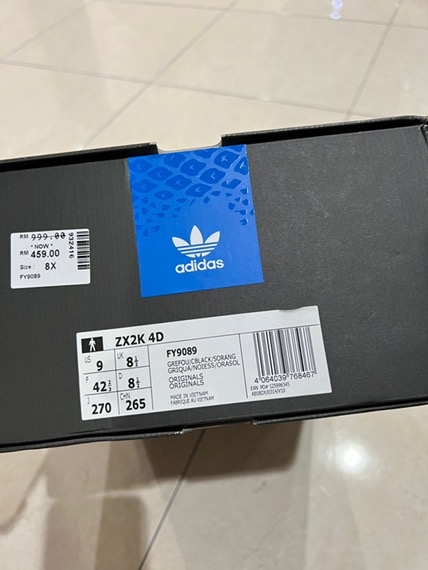 RM 999.00
* NOW *
RM 459.00
Size : 8X
FY9089
932416
adidas
ZX2K 4D
US 9
UK 8½
F 42⅔
D 8½
J 270
CHN 265
FY9089
GREFOU/CBLACK/SORANG
GRIQUA/NOIESS/ORASOL
ORIGINALS
ORIGINALS
MADE IN VIETNAM
FABRIQUE AU VIETNAM
4 064039 768467